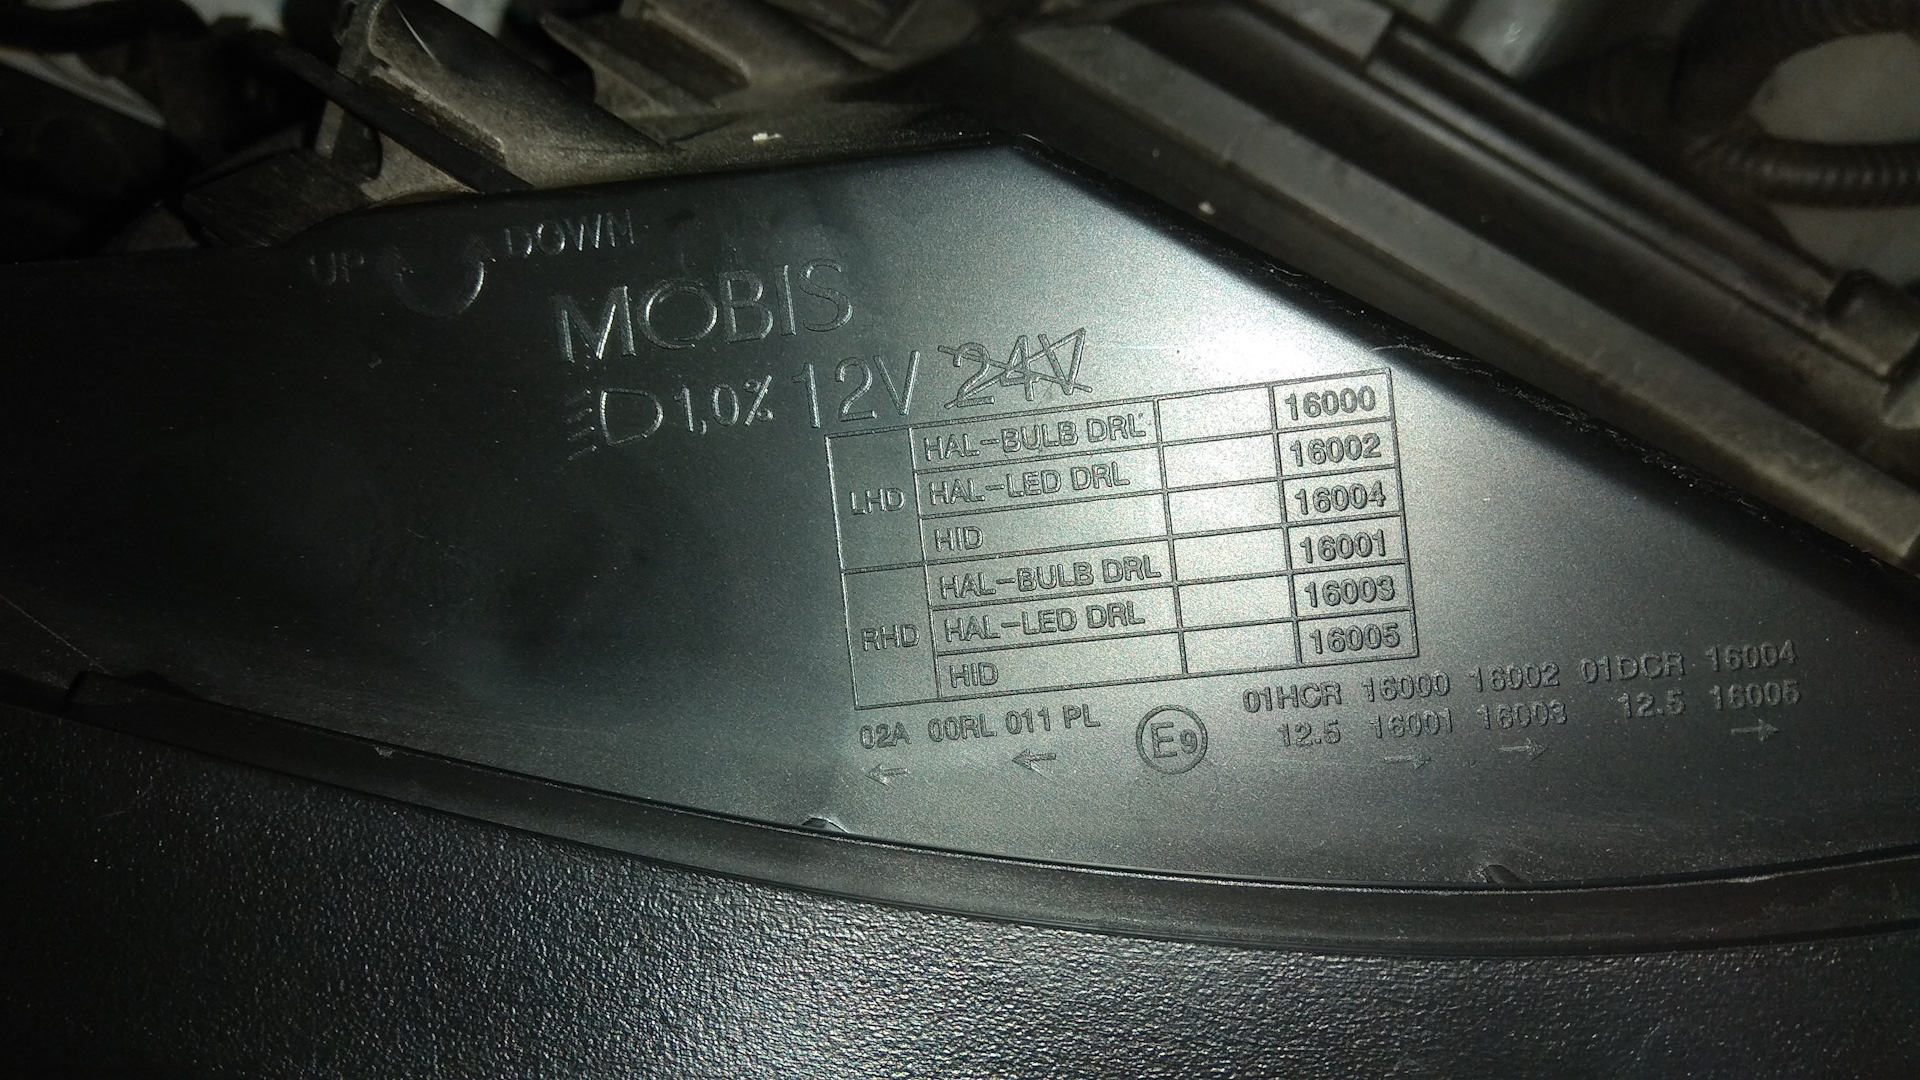 UP DOWN
MOBIS
1,0% 12V 24V
LHD HAL-BULB DRL 16000
HAL-LED DRL 16002
HID 16004
RHD HAL-BULB DRL 16001
HAL-LED DRL 16003
HID 16005
02A 00RL 011 PL E9 01HCR 16000 16002 01DCR 16004
12.5 16001 16003 12.5 16005